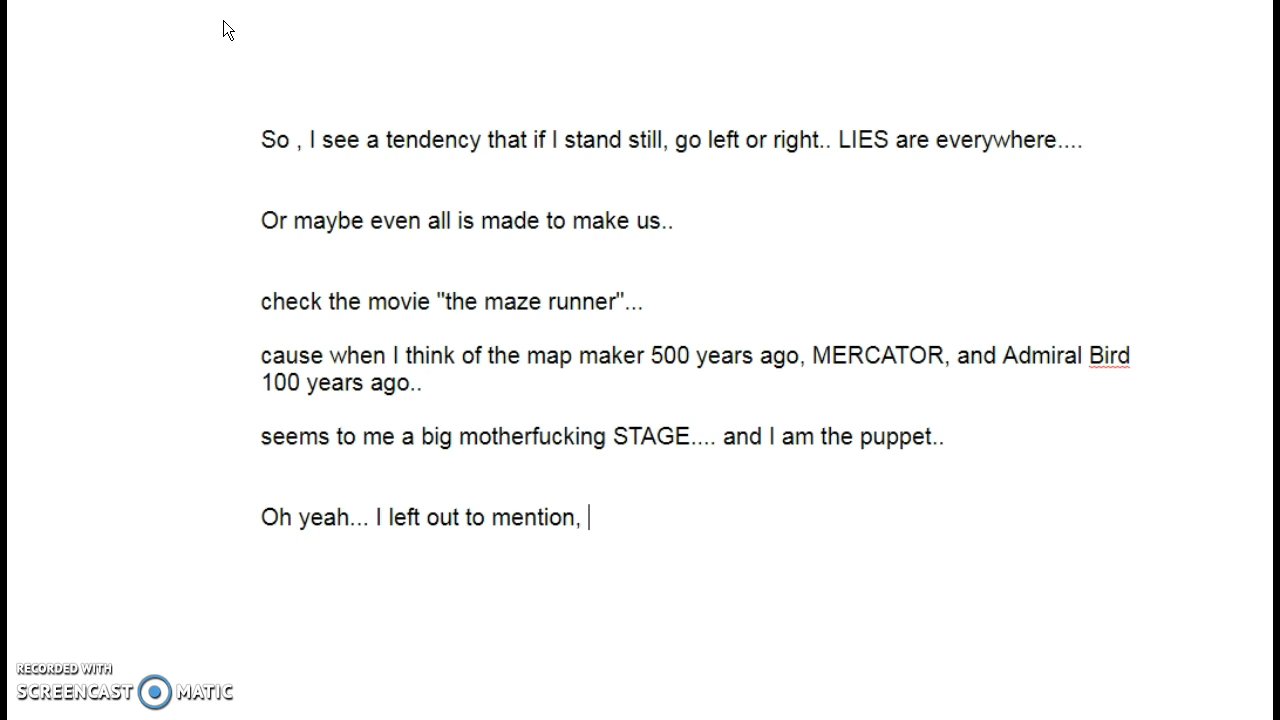 So , I see a tendency that if I stand still, go left or right.. LIES are everywhere....
Or maybe even all is made to make us..
check the movie "the maze runner"...
cause when I think of the map maker 500 years ago, MERCATOR, and Admiral Bird
100 years ago..
seems to me a big motherfucking STAGE.... and I am the puppet..
Oh yeah... I left out to mention,
RECORDED WITH
SCREENCAST MATIC